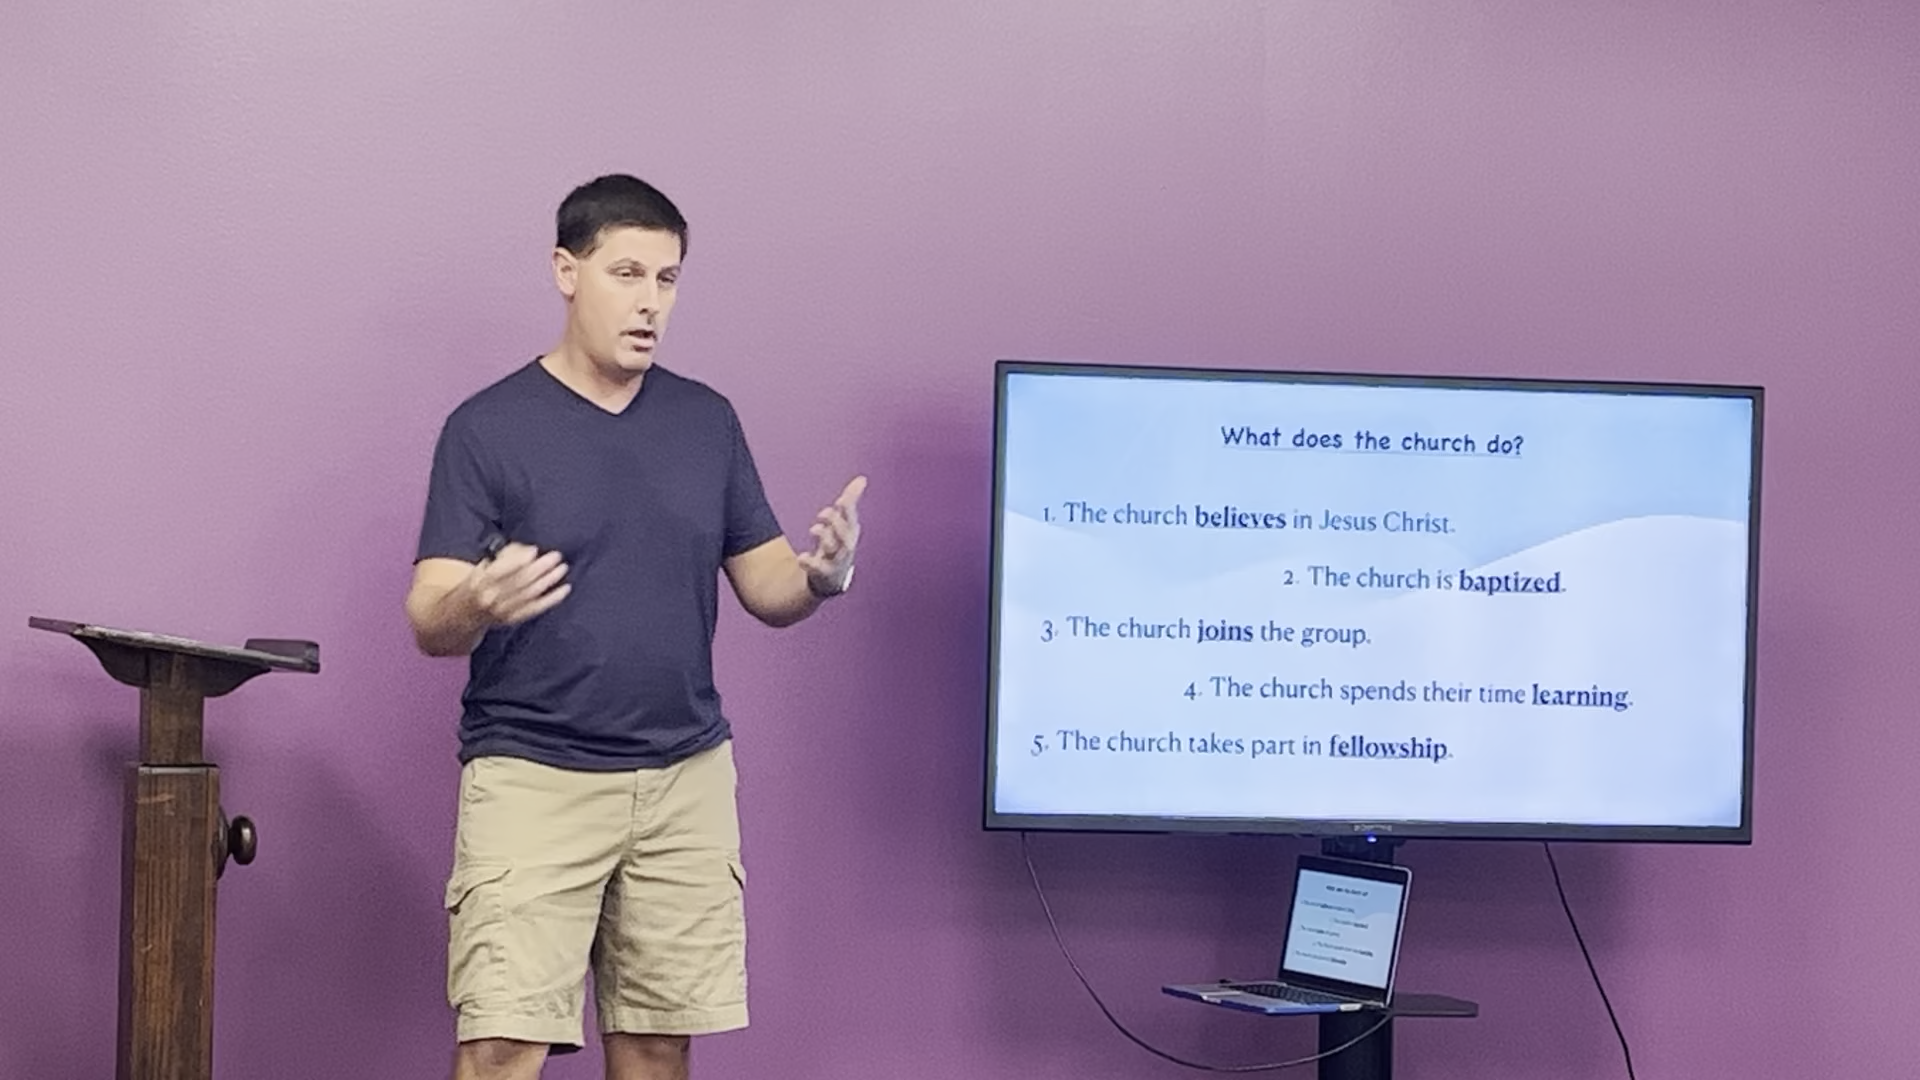 What does the church do?
1. The church believes in Jesus Christ.
2. The church is baptized.
3. The church joins the group.
4. The church spends their time learning.
5. The church takes part in fellowship.